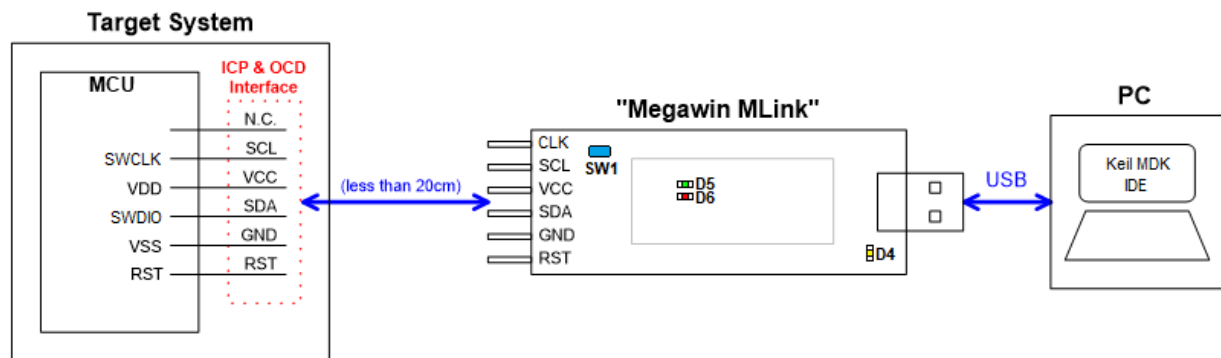 Target System
MCU
SWCLK
VDD
SWDIO
VSS
RST
ICP & OCD
Interface
N.C.
SCL
VCC
SDA
GND
RST
(less than 20cm)
"Megawin MLink"
CLK
SCL
VCC
SDA
GND
RST
SW1
D5
D6
D4
USB
PC
Keil MDK
IDE